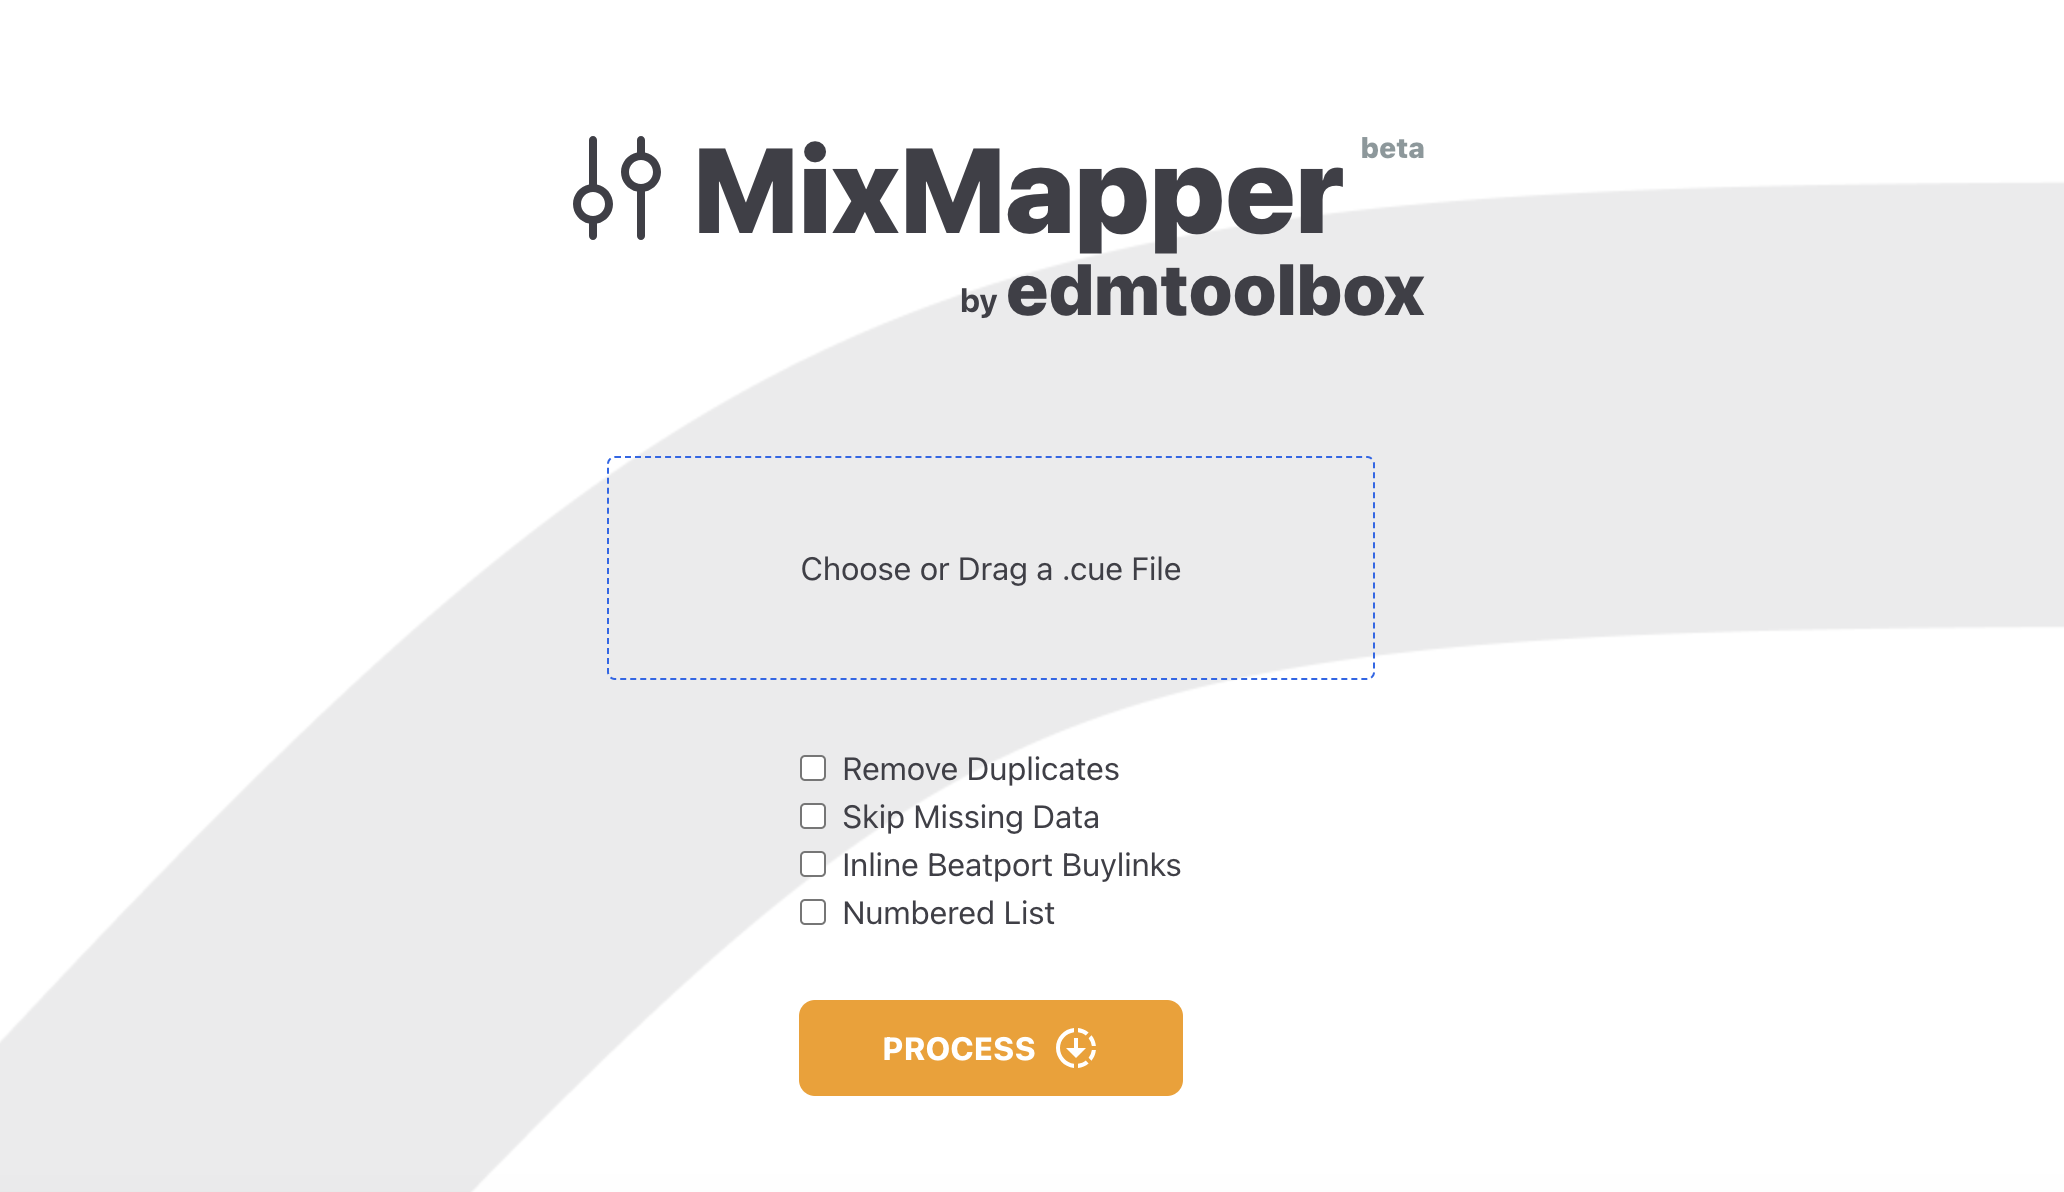 MixMapper beta
by edmtoolbox
Choose or Drag a .cue File
Remove Duplicates
Skip Missing Data
Inline Beatport Buylinks
Numbered List
PROCESS